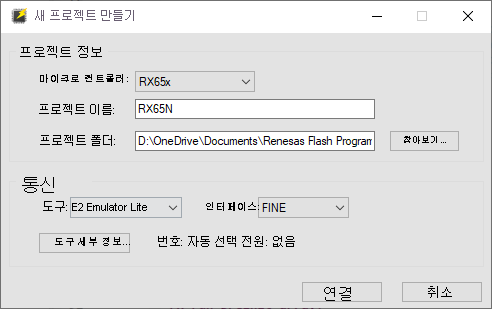 새 프로젝트 만들기
프로젝트 정보
마이크로 컨트롤러: RX65x
프로젝트 이름: RX65N
프로젝트 폴더: D:\OneDrive\Documents\Renesas Flash Program 찾아보기...
통신
도구: E2 Emulator Lite 인터페이스: FINE
도구 세부 정보... 번호: 자동 선택 전원: 없음
연결 취소